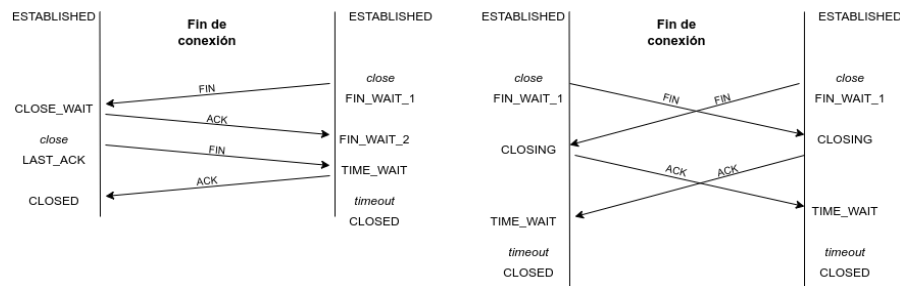 ESTABLISHED
Fin de
conexión
ESTABLISHED
close
FIN
FIN_WAIT_1
CLOSE_WAIT
ACK
FIN_WAIT_2
close
FIN
LAST_ACK
TIME_WAIT
ACK
CLOSED
timeout
CLOSED
ESTABLISHED
Fin de
conexión
ESTABLISHED
close
close
FIN_WAIT_1
FIN
FIN
FIN_WAIT_1
CLOSING
CLOSING
ACK
ACK
TIME_WAIT
TIME_WAIT
timeout
timeout
CLOSED
CLOSED